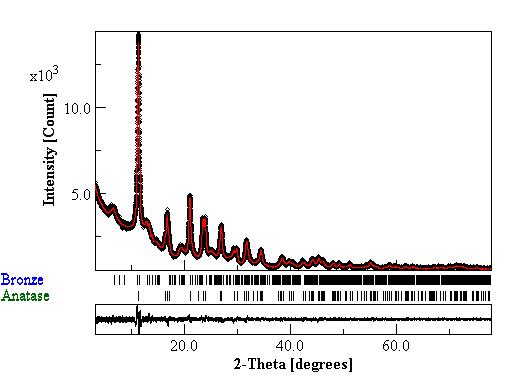 x10³
10.0
5.0
Intensity [Count]
Bronze
Anatase
20.0 40.0 60.0
2-Theta [degrees]